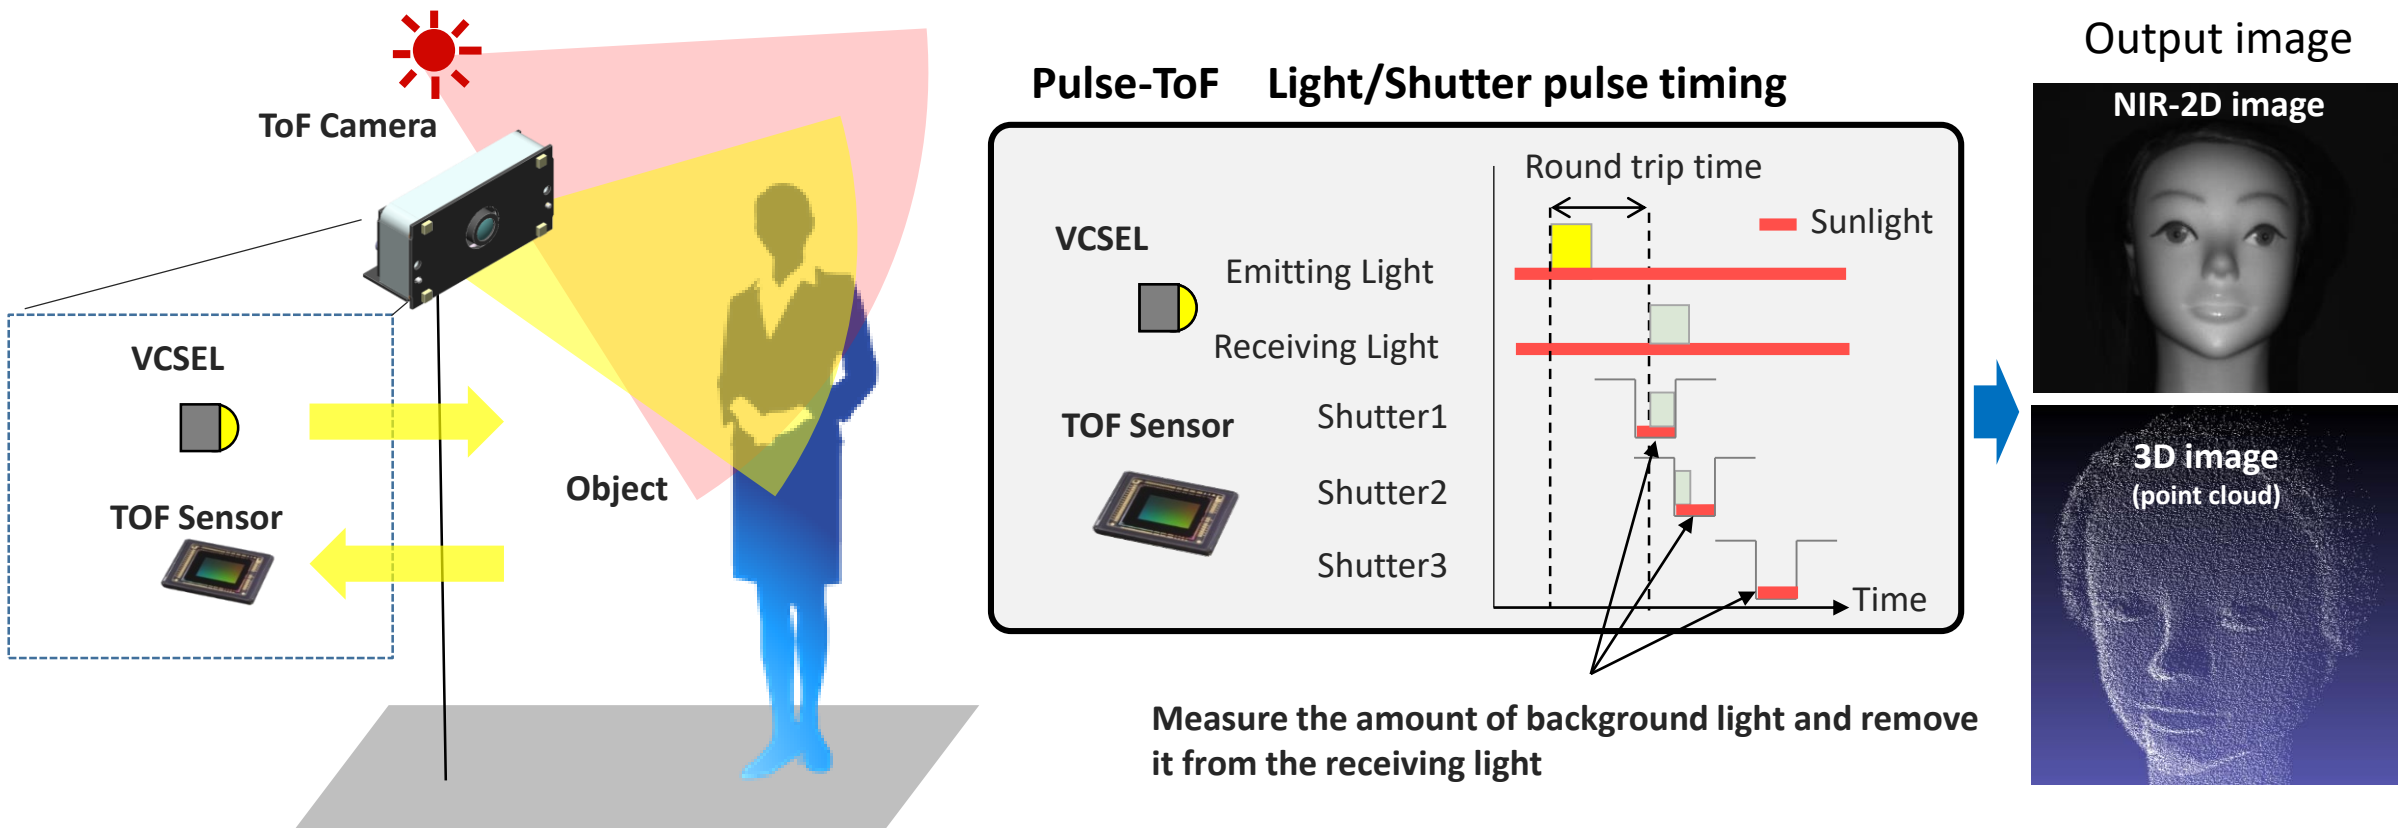 ToF Camera
VCSEL
TOF Sensor
Object
Pulse-ToF Light/Shutter pulse timing
Round trip time
Sunlight
VCSEL
Emitting Light
Receiving Light
TOF Sensor
Shutter1
Shutter2
Shutter3
Time
Measure the amount of background light and remove
it from the receiving light
Output image
NIR-2D image
3D image
(point cloud)